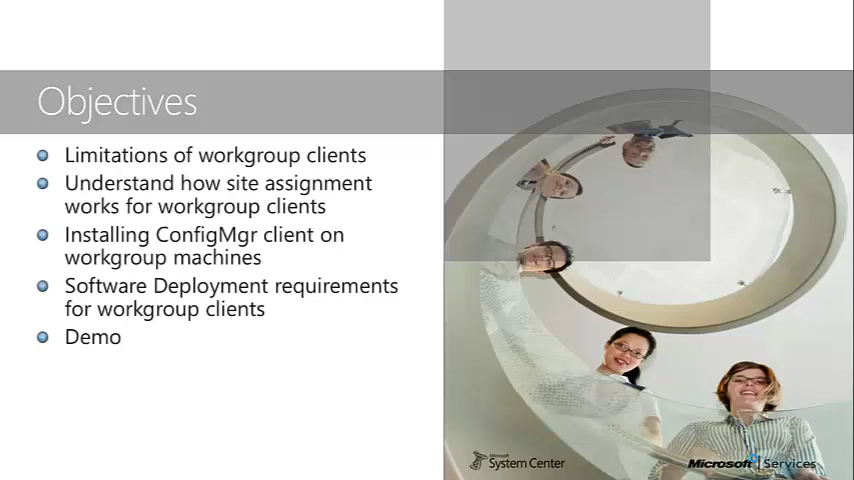 Objectives
Limitations of workgroup clients
Understand how site assignment
works for workgroup clients
Installing ConfigMgr client on
workgroup machines
Software Deployment requirements
for workgroup clients
Demo
Microsoft
System Center
Microsoft Services